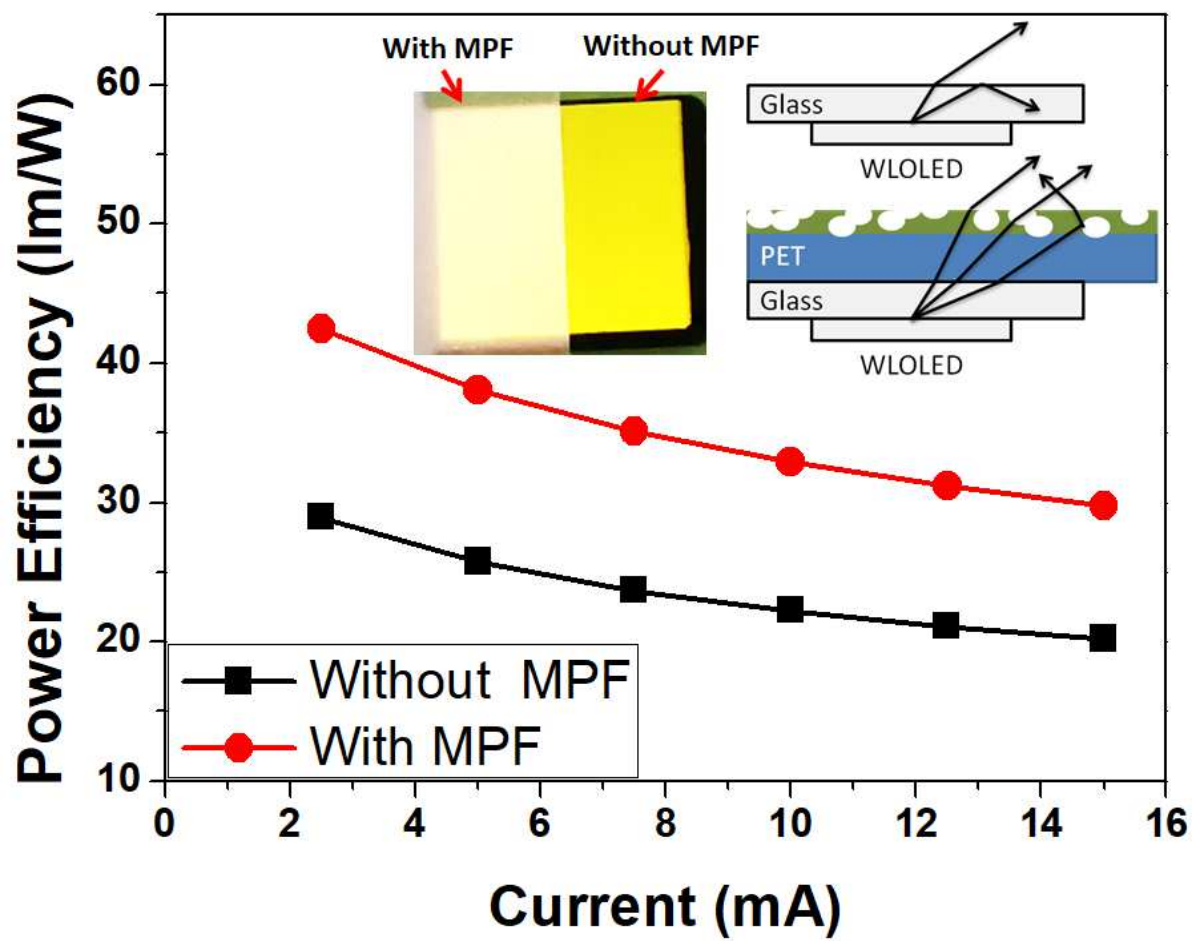 With MPF
Without MPF
Glass
WLOLED
PET
Glass
WLOLED
Power Efficiency (lm/W)
60
50
40
30
20
10
Without MPF
With MPF
0 2 4 6 8 10 12 14 16
Current (mA)